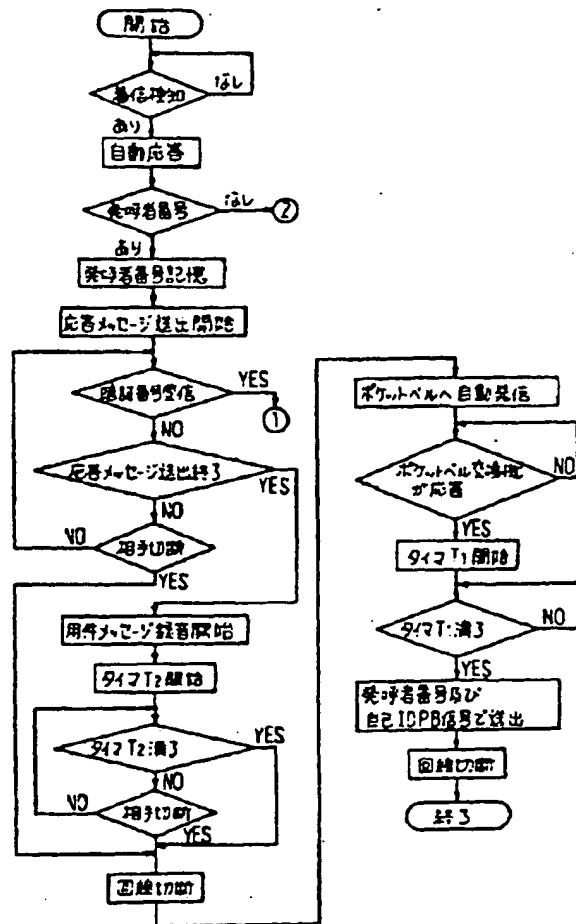 開始
着信検知
なし
あり
自動応答
発呼者番号
なし
②
あり
発呼者番号記憶
応答メッセージ送出開始
暗証番号受信
YES
①
NO
応答メッセージ送出終了
YES
NO
相手切断
NO
YES
用件メッセージ録音開始
タイマT2開始
タイマT2満了
YES
NO
相手切断
NO
YES
回線切断
ポケットベルへ自動発信
ポケットベル交換機
が応答
NO
YES
タイマT1開始
タイマT1満了
NO
YES
発呼者番号及び
自己IDPB信号で送出
回線切断
終了